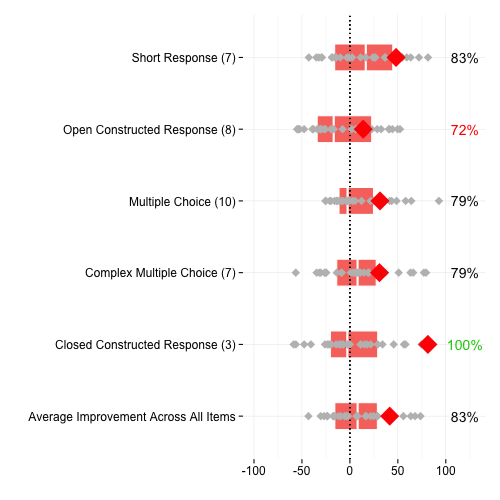 Short Response (7) 83%
Open Constructed Response (8) 72%
Multiple Choice (10) 79%
Complex Multiple Choice (7) 79%
Closed Constructed Response (3) 100%
Average Improvement Across All Items 83%
-100 -50 0 50 100